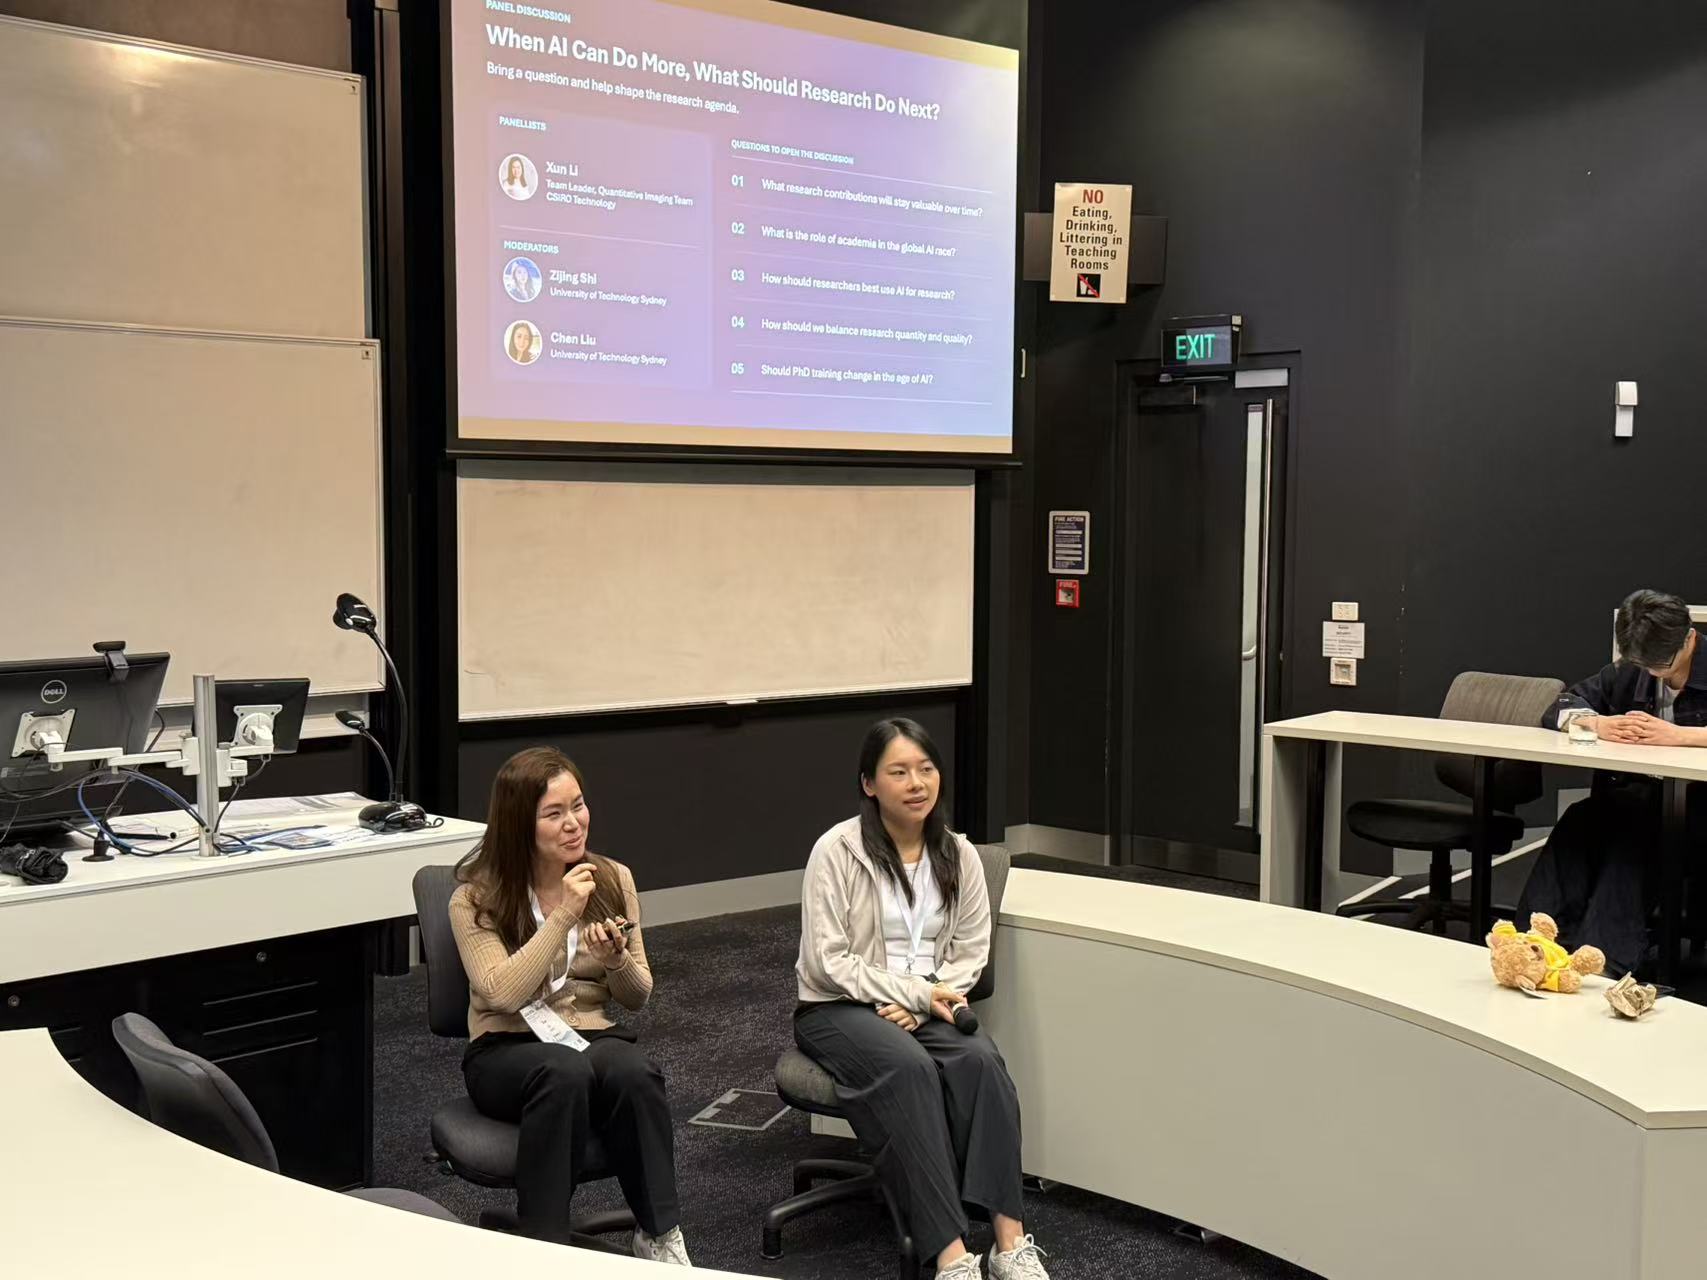 PANEL DISCUSSION
When AI Can Do More, What Should Research Do Next?
Bring a question and help shape the research agenda.
PANELLISTS
Xun Li
Team Leader, Quantitative Imaging Team
CSIRO Technology
MODERATORS
Zijing Shi
University of Technology Sydney
Chen Liu
University of Technology Sydney
QUESTIONS TO OPEN THE DISCUSSION
01 What research contributions will stay valuable over time?
02 What is the role of academia in the global AI race?
03 How should researchers best use AI for research?
04 How should we balance research quantity and quality?
05 Should PhD training change in the age of AI?
NO
Eating,
Drinking,
Littering in
Teaching
Rooms
EXIT
FIRE ACTION
FIRE
DELL